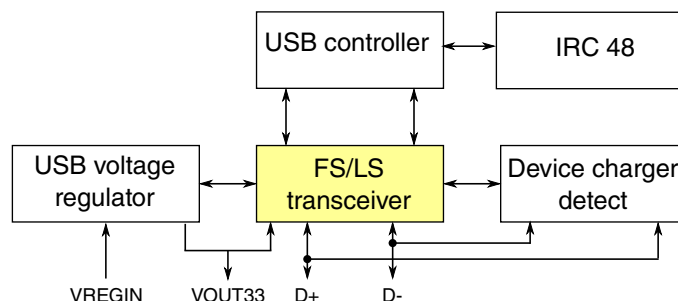 USB controller
IRC 48
USB voltage
regulator
FS/LS
transceiver
Device charger
detect
VREGIN
VOUT33
D+
D-